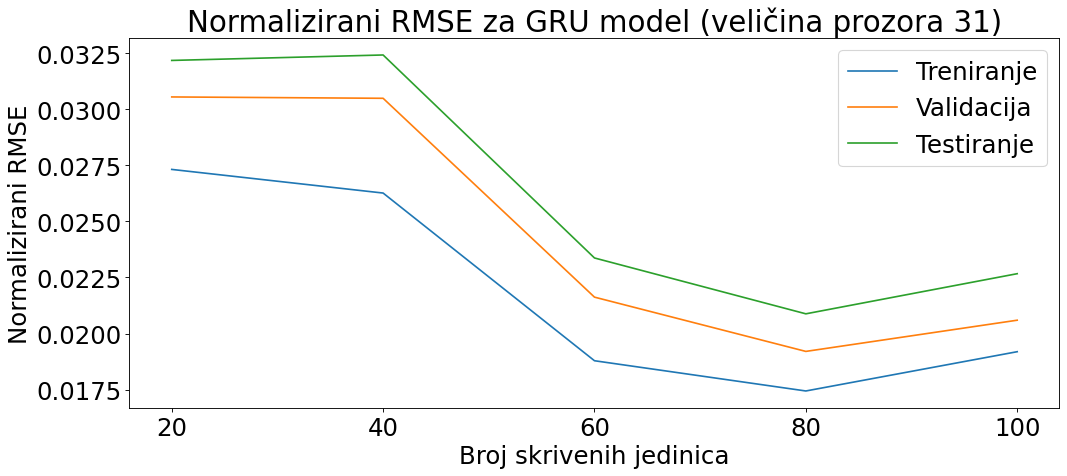 Normalizirani RMSE za GRU model (veličina prozora 31)
Normalizirani RMSE
0.0325
0.0300
0.0275
0.0250
0.0225
0.0200
0.0175
Treniranje
Validacija
Testiranje
20 40 60 80 100
Broj skrivenih jedinica